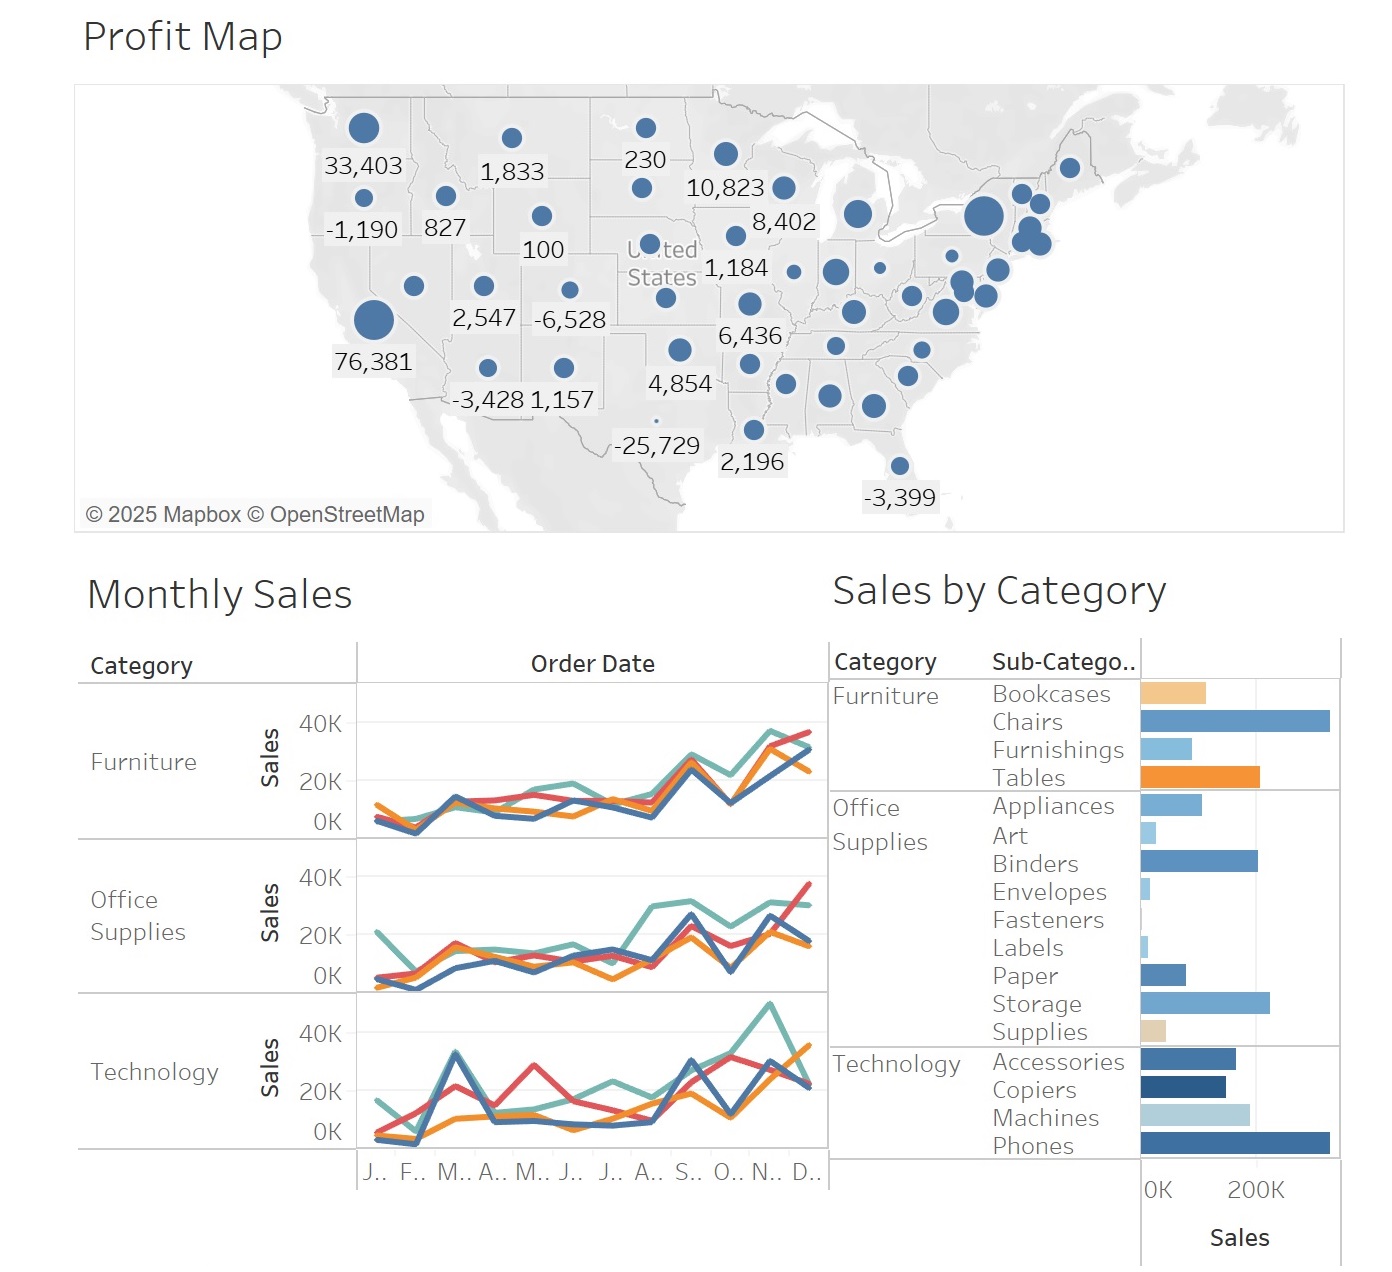 Profit Map
33,403
1,833
230
10,823
-1,190
827
8,402
100
United
States
1,184
2,547
-6,528
6,436
76,381
4,854
-3,428
1,157
-25,729
2,196
-3,399
© 2025 Mapbox © OpenStreetMap
Monthly Sales
Category
Order Date
Furniture
Sales
40K
20K
0K
Office
Supplies
Sales
40K
20K
0K
Technology
Sales
40K
20K
0K
J.. F.. M.. A.. M.. J.. J.. A.. S.. O.. N.. D..
Sales by Category
Category Sub-Catego..
Furniture Bookcases
Chairs
Furnishings
Tables
Office Appliances
Supplies Art
Binders
Envelopes
Fasteners
Labels
Paper
Storage
Supplies
Technology Accessories
Copiers
Machines
Phones
0K 200K
Sales